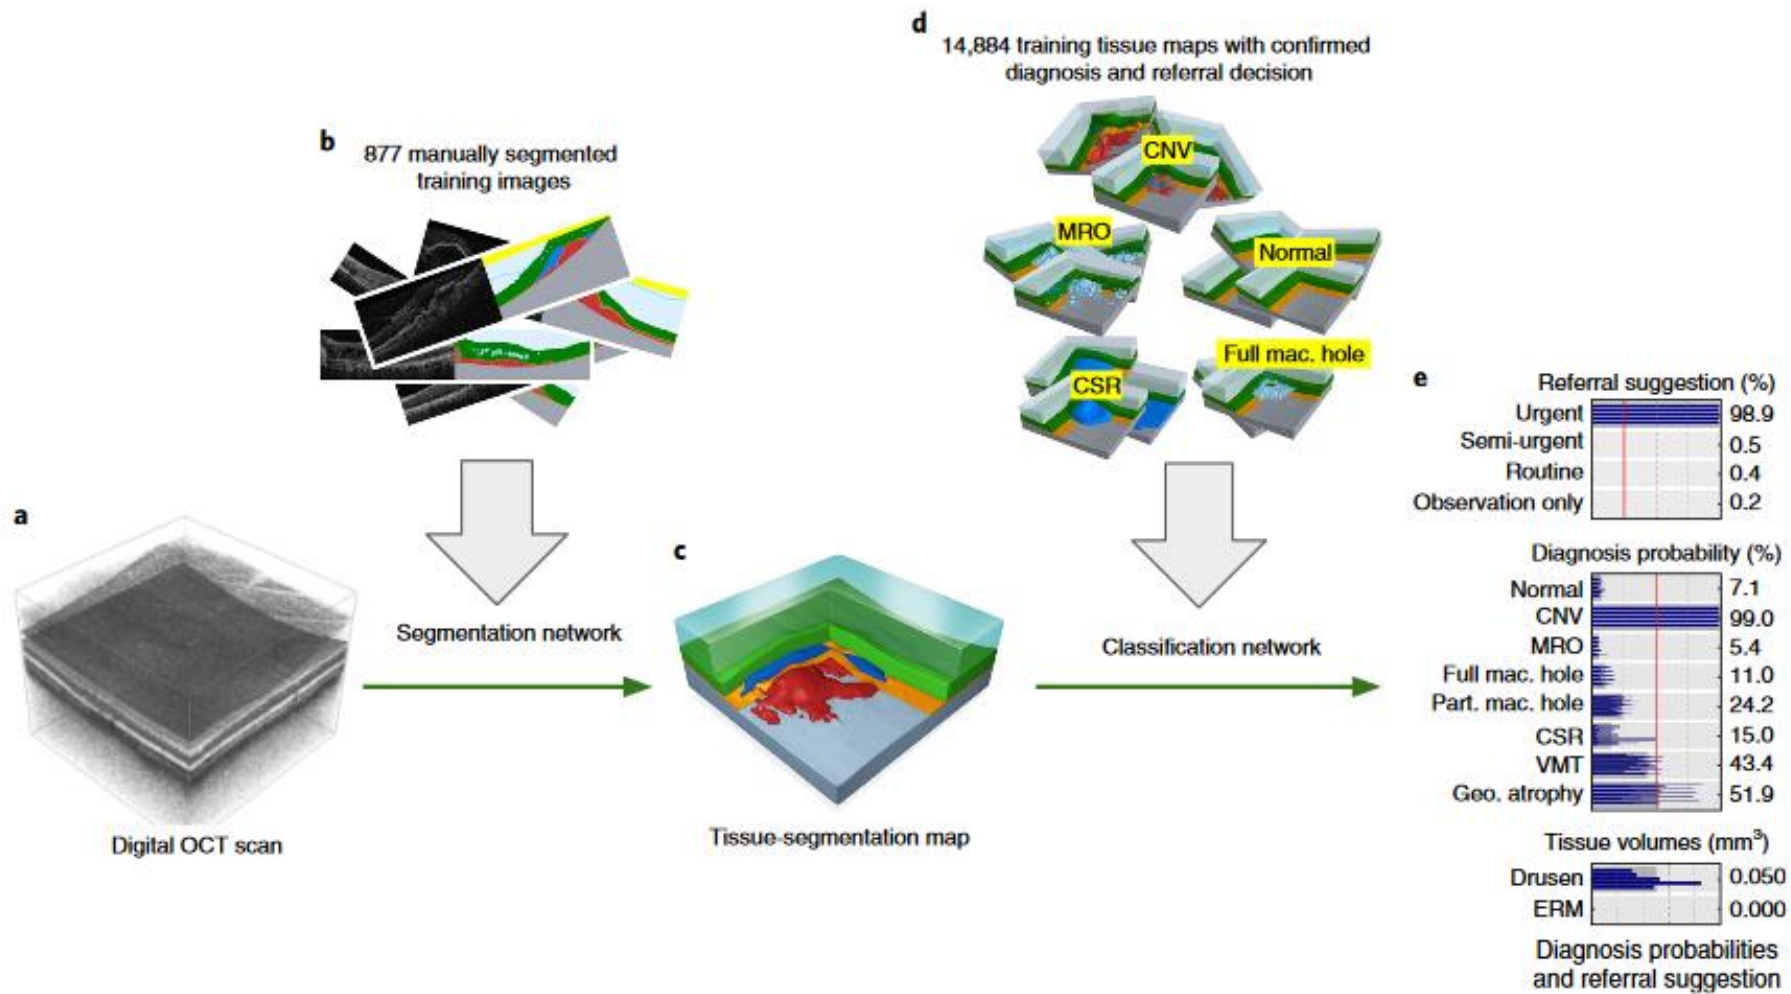 a
Digital OCT scan
b
877 manually segmented
training images
Segmentation network
c
Tissue-segmentation map
d
14,884 training tissue maps with confirmed
diagnosis and referral decision
CNV
MRO
Normal
CSR
Full mac. hole
Classification network
e
Referral suggestion (%)
Urgent 98.9
Semi-urgent 0.5
Routine 0.4
Observation only 0.2
Diagnosis probability (%)
Normal 7.1
CNV 99.0
MRO 5.4
Full mac. hole 11.0
Part. mac. hole 24.2
CSR 15.0
VMT 43.4
Geo. atrophy 51.9
Tissue volumes (mm³)
Drusen 0.050
ERM 0.000
Diagnosis probabilities
and referral suggestion